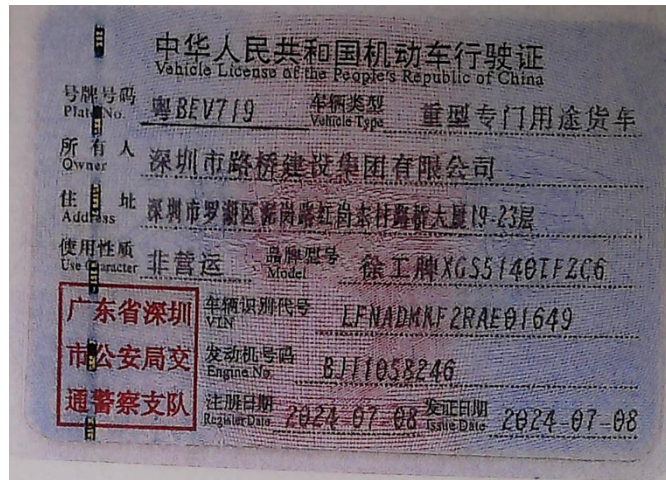 中华人民共和国机动车行驶证
Vehicle License of the People's Republic of China
号牌号码 粤BEV719 车辆类型 重型专门用途货车
Plate No. Vehicle Type
所有人 深圳市路桥建设集团有限公司
Owner
住址 深圳市罗湖区 路红岗 路桥大厦19-23层
Address
使用性质 非营运 品牌型号 徐工牌XGS5140TFZC6
Use Character Model
广东省深圳市公安局交通警察支队
车辆识别代号 LFNADMKF2RAE01649
VIN
发动机号码
Engine No.
注册日期 2024-07-08 发证日期 2024-07-08
Register Date Issue Date